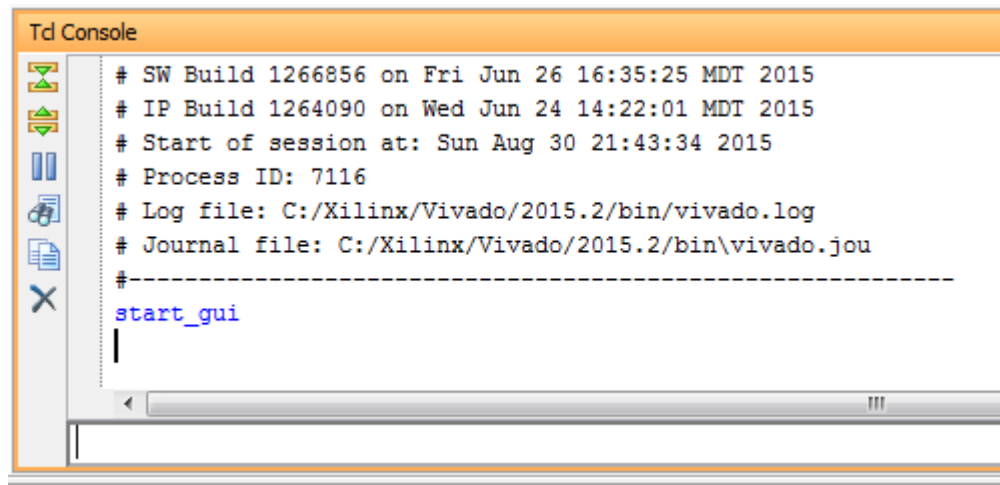 Tcl Console
# SW Build 1266856 on Fri Jun 26 16:35:25 MDT 2015
# IP Build 1264090 on Wed Jun 24 14:22:01 MDT 2015
# Start of session at: Sun Aug 30 21:43:34 2015
# Process ID: 7116
# Log file: C:/Xilinx/Vivado/2015.2/bin/vivado.log
# Journal file: C:/Xilinx/Vivado/2015.2/bin\vivado.jou
#-----------------------------------------------------------
start_gui